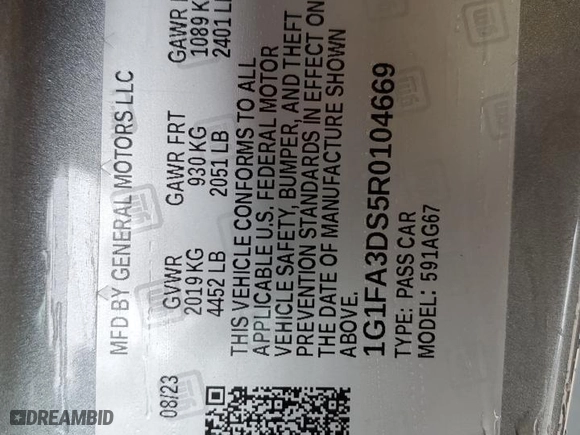 MFD BY GENERAL MOTORS LLC
08/23
GVWR
2019 KG
4452 LB
GAWR FRT
930 KG
2051 LB
GAWR
1089 K
2401 L
THIS VEHICLE CONFORMS TO ALL
APPLICABLE U.S. FEDERAL MOTOR
VEHICLE SAFETY, BUMPER, AND THEFT
PREVENTION STANDARDS IN EFFECT ON
THE DATE OF MANUFACTURE SHOWN
ABOVE.
1G1FA3DS5R0104669
TYPE: PASS CAR
MODEL: 591AG67
gm
DREAMBID